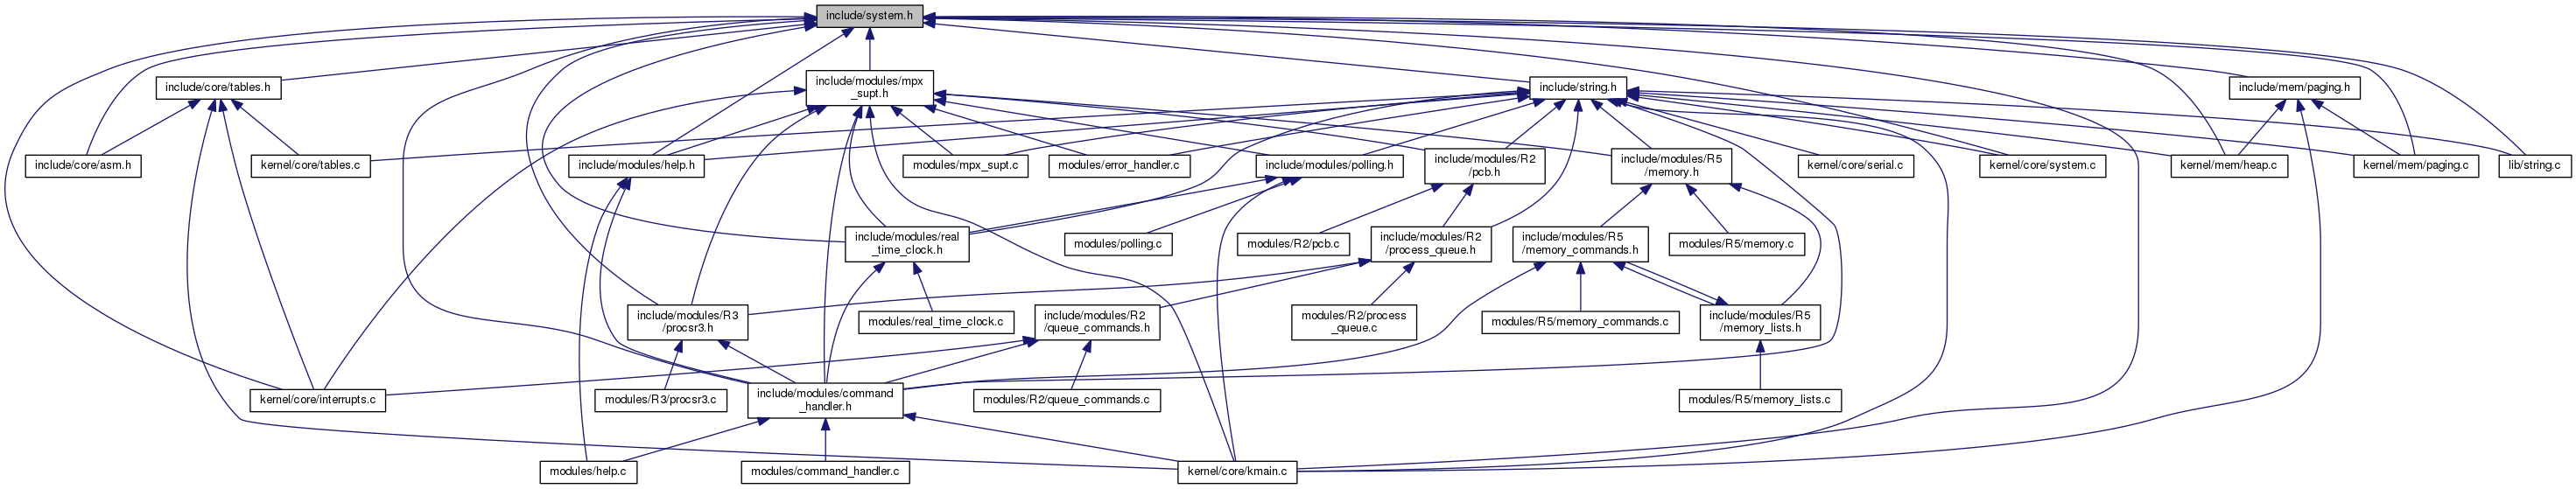 include/system.h
include/core/tables.h
include/modules/mpx
_supt.h
include/string.h
include/mem/paging.h
include/core/asm.h
kernel/core/tables.c
include/modules/help.h
modules/mpx_supt.c
modules/error_handler.c
include/modules/polling.h
include/modules/R2
/pcb.h
include/modules/R5
/memory.h
kernel/core/serial.c
kernel/core/system.c
kernel/mem/heap.c
kernel/mem/paging.c
lib/string.c
include/modules/real
_time_clock.h
modules/polling.c
modules/R2/pcb.c
include/modules/R2
/process_queue.h
include/modules/R5
/memory_commands.h
modules/R5/memory.c
include/modules/R3
/procsr3.h
modules/real_time_clock.c
include/modules/R2
/queue_commands.h
modules/R2/process
_queue.c
modules/R5/memory_commands.c
include/modules/R5
/memory_lists.h
kernel/core/interrupts.c
modules/R3/procsr3.c
include/modules/command
_handler.h
modules/R2/queue_commands.c
modules/R5/memory_lists.c
modules/help.c
modules/command_handler.c
kernel/core/kmain.c